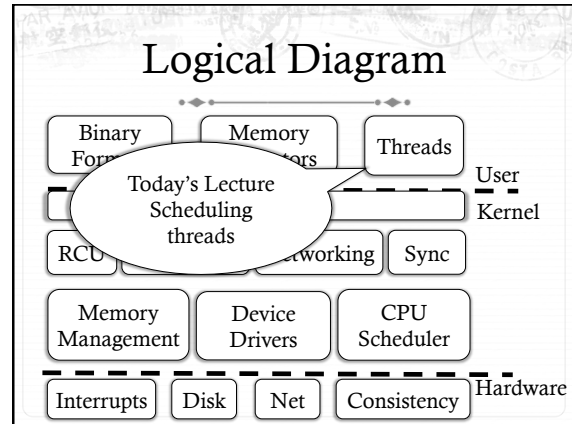 Logical Diagram
Binary
Memory
Threads
User
Today's Lecture
Scheduling
threads
Kernel
RCU
Sync
Memory
Management
Device
Drivers
CPU
Scheduler
Hardware
Interrupts
Disk
Net
Consistency